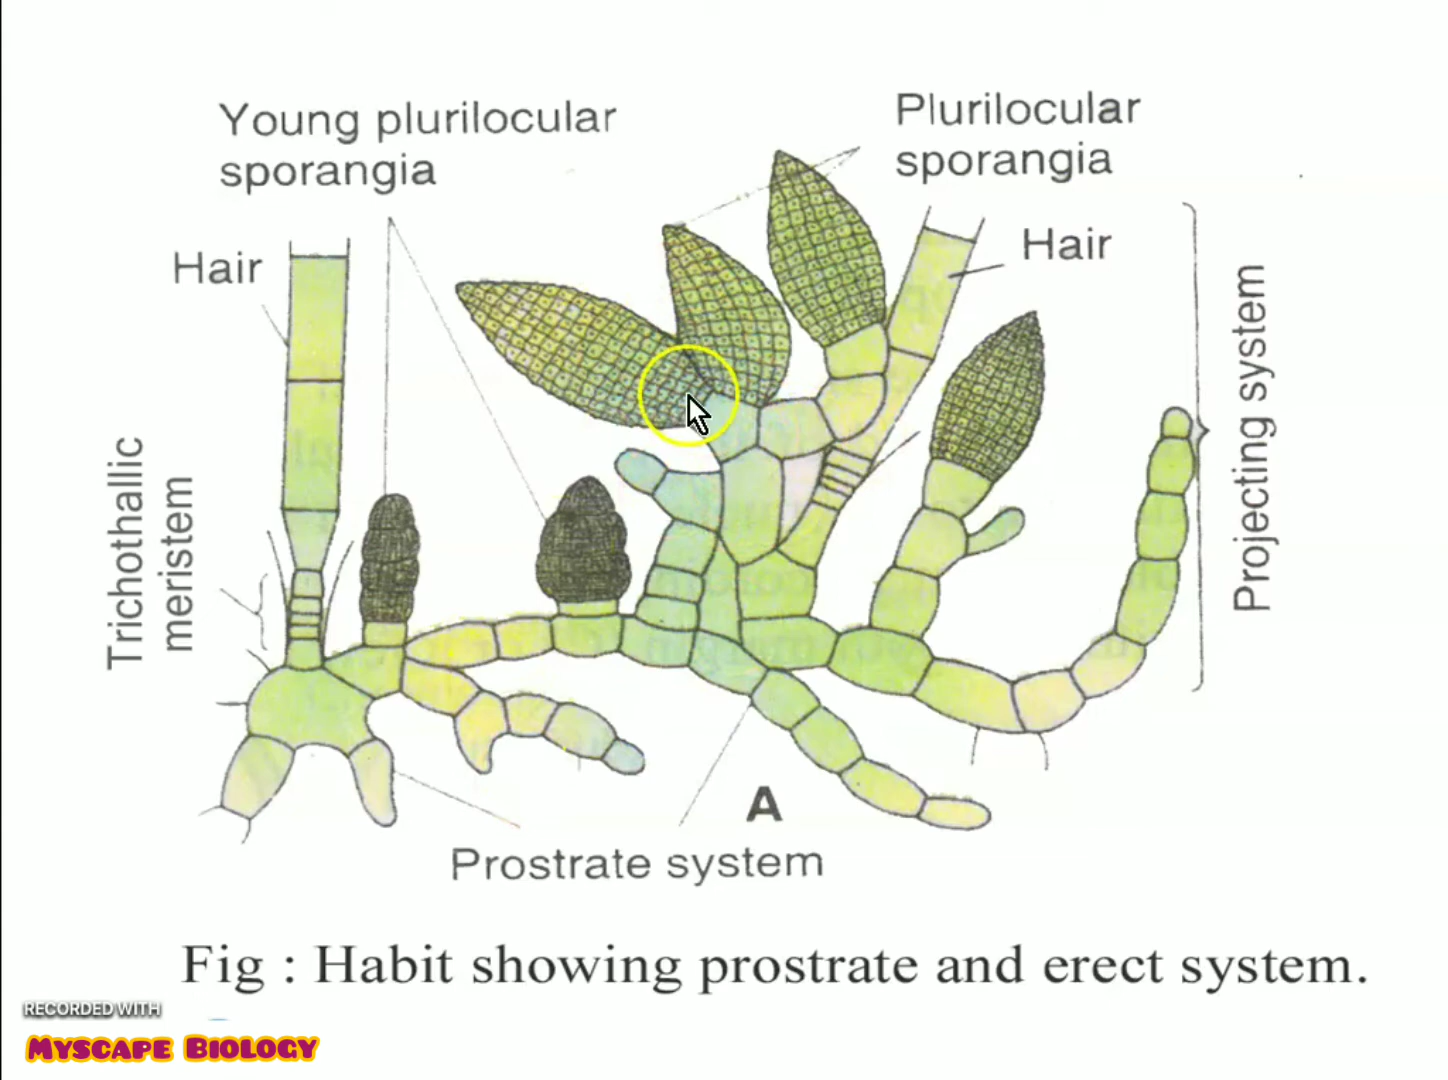 Young plurilocular
sporangia
Plurilocular
sporangia
Hair
Hair
Trichothallic
meristem
Projecting system
A
Prostrate system
Fig : Habit showing prostrate and erect system.
RECORDED WITH
MYSCAPE BIOLOGY